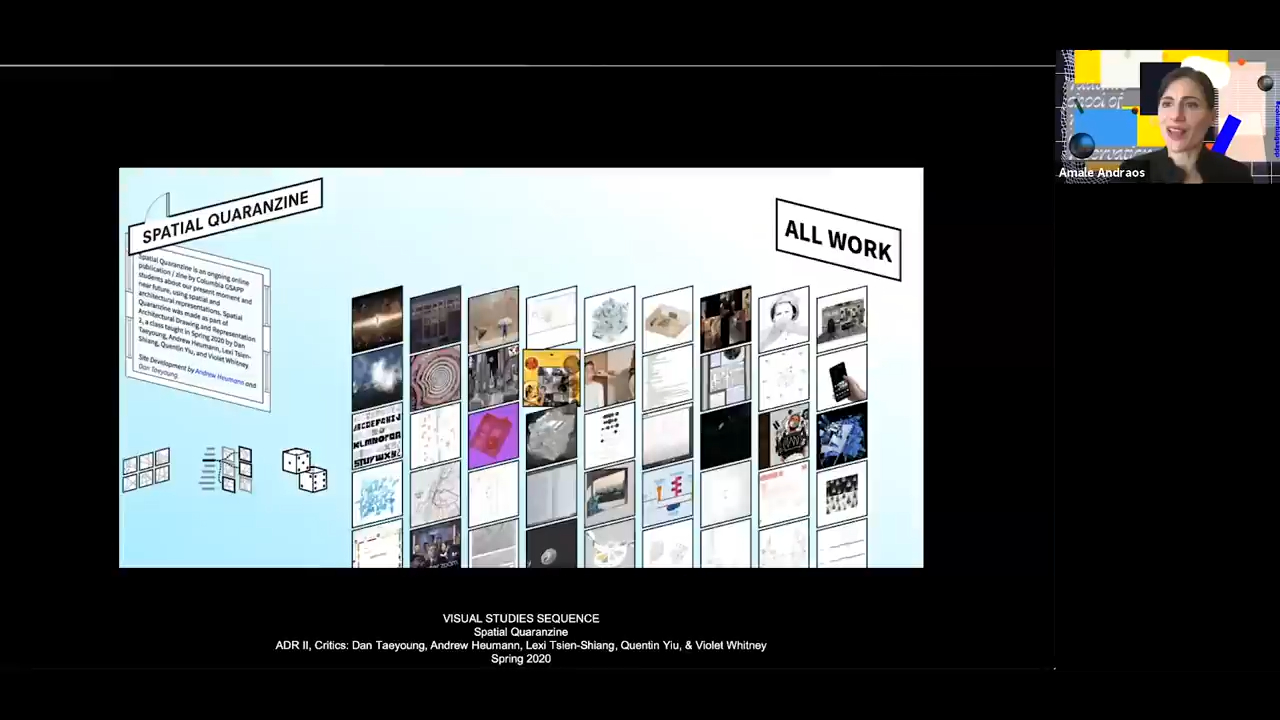 SPATIAL QUARANZINE
ALL WORK
Spatial Quaranzine is an ongoing online
publication / zine by Columbia GSAPP
students about our present moment and
near future, using spatial and
architectural representations. Spatial
Quaranzine was made as part of
Architectural Drawing and Representation
2, a class taught in Spring 2020 by Dan
Taeyoung, Andrew Heumann, Lexi Tsien-
Shiang, Quentin Yiu, and Violet Whitney
Site Development by Andrew Heumann and
Dan Taeyoung.
zoom
Amale Andraos
VISUAL STUDIES SEQUENCE
Spatial Quaranzine
ADR II, Critics: Dan Taeyoung, Andrew Heumann, Lexi Tsien-Shiang, Quentin Yiu, & Violet Whitney
Spring 2020